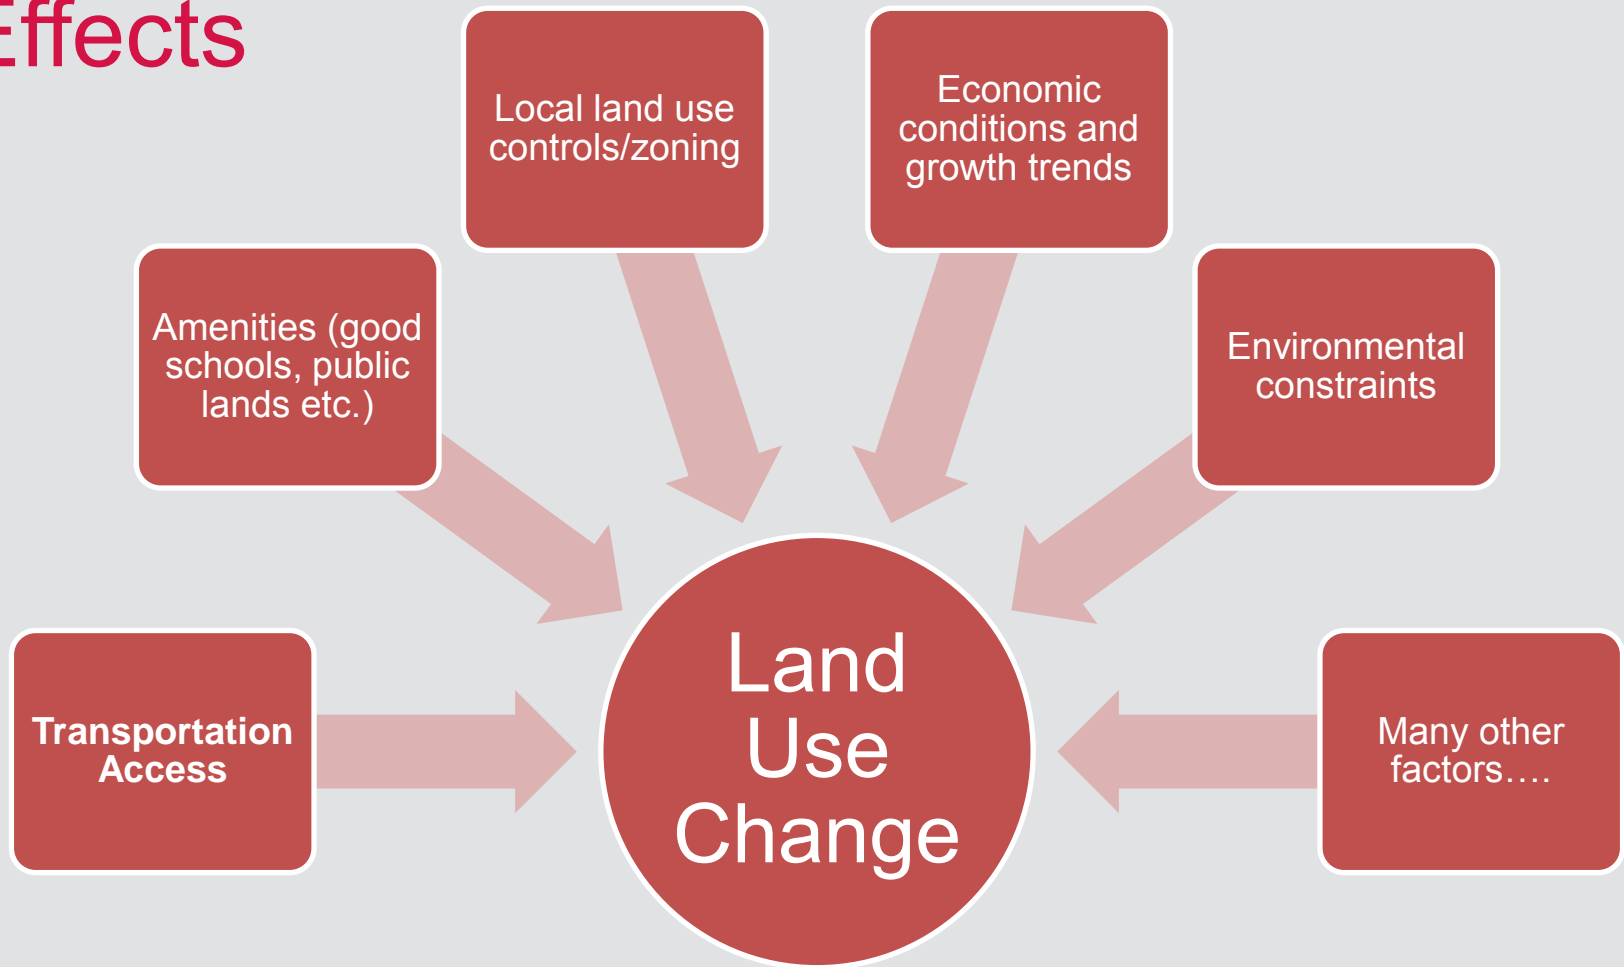 Effects
Local land use
controls/zoning
Economic
conditions and
growth trends
Amenities (good
schools, public
lands etc.)
Environmental
constraints
Transportation
Access
Land
Use
Change
Many other
factors….